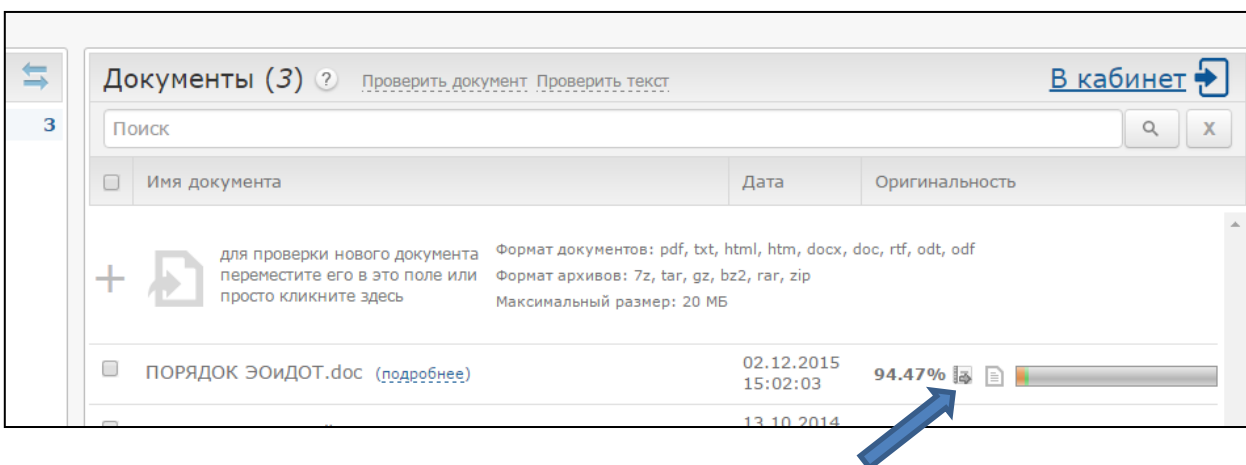 Документы (3) ? Проверить документ Проверить текст В кабинет
3
Поиск X
Имя документа Дата Оригинальность
для проверки нового документа
переместите его в это поле или
просто кликните здесь
Формат документов: pdf, txt, html, htm, docx, doc, rtf, odt, odf
Формат архивов: 7z, tar, gz, bz2, rar, zip
Максимальный размер: 20 МБ
ПОРЯДОК ЭОиДОТ.doc (подробнее) 02.12.2015
15:02:03 94.47%
13.10.2014